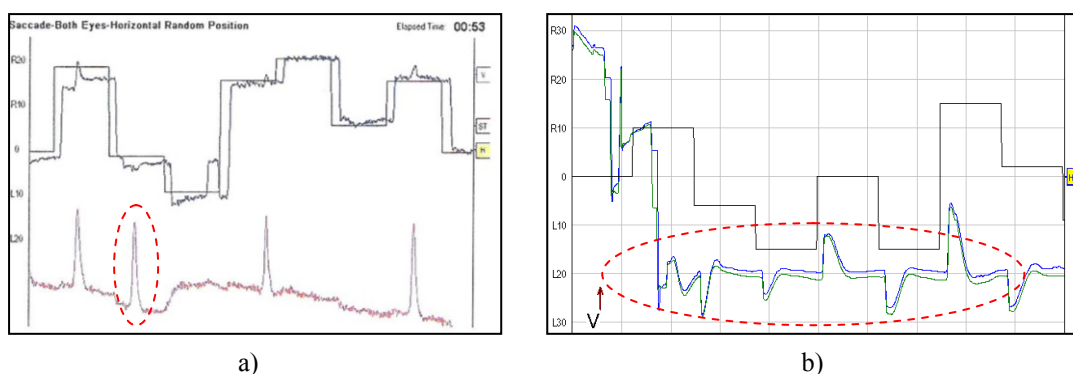 Saccade-Both Eyes-Horizontal Random Position
Elapsed Time: 00:53
R20
R10
0
L10
L20
V
ST
H
a)
R30
R20
R10
0
L10
L20
L30
V
H
b)